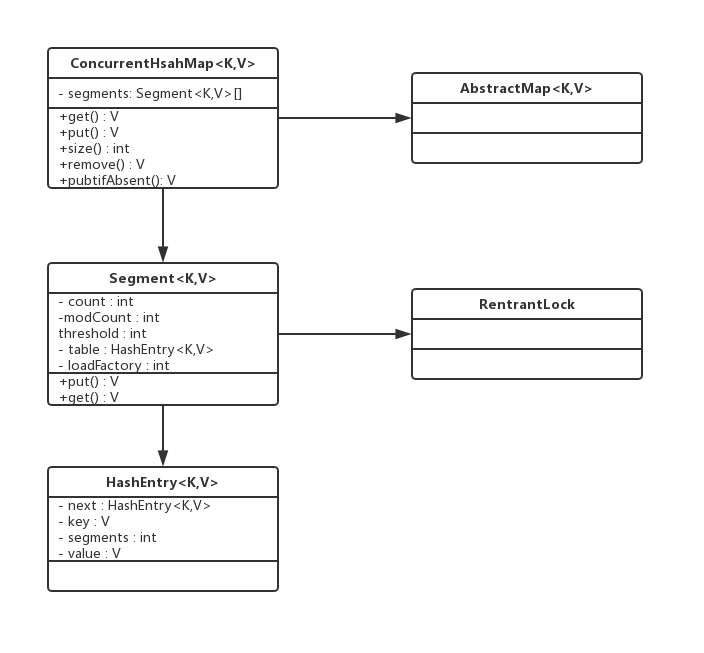 ConcurrentHsahMap<K,V>
- segments: Segment<K,V>[]
+get() : V
+put() : V
+size() : int
+remove() : V
+pubtifAbsent(): V
AbstractMap<K,V>
Segment<K,V>
- count : int
-modCount : int
threshold : int
- table : HashEntry<K,V>
- loadFactory : int
+put() : V
+get() : V
RentrantLock
HashEntry<K,V>
- next : HashEntry<K,V>
- key : V
- segments : int
- value : V